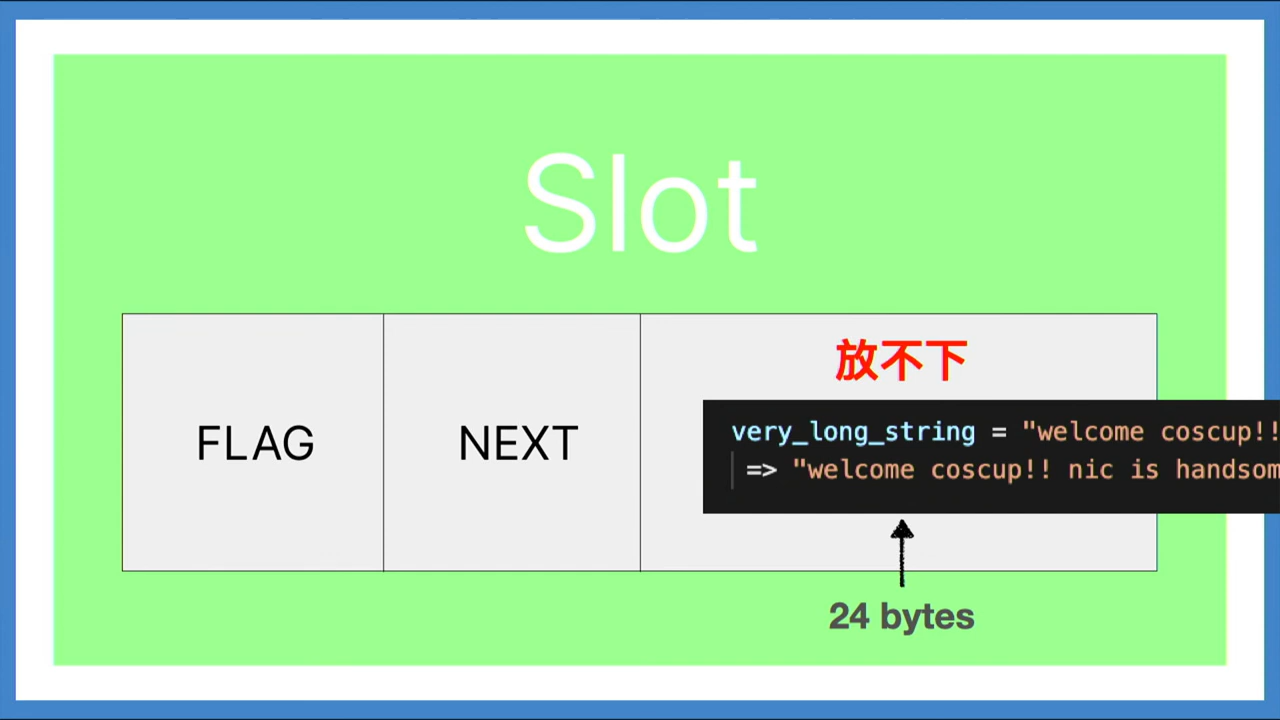 Slot
FLAG
NEXT
放不下
very_long_string = "welcome coscup!!
=> "welcome coscup!! nic is handsom
24 bytes